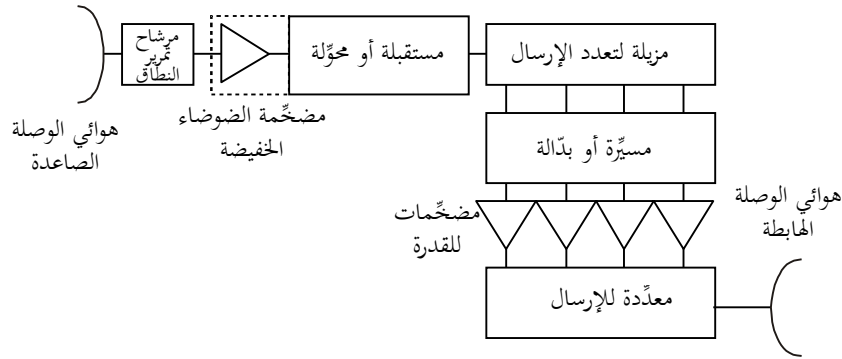 مرشاح
تمرير
النطاق
مستقبلة أو محوِّلة
مزيلة لتعدد الإرسال
هوائي الوصلة
الصاعدة
مضخِّمة الضوضاء
الخفيضة
مسيِّرة أو بدّالة
هوائي الوصلة
الهابطة
مضخِّمات
للقدرة
معدِّدة للإرسال